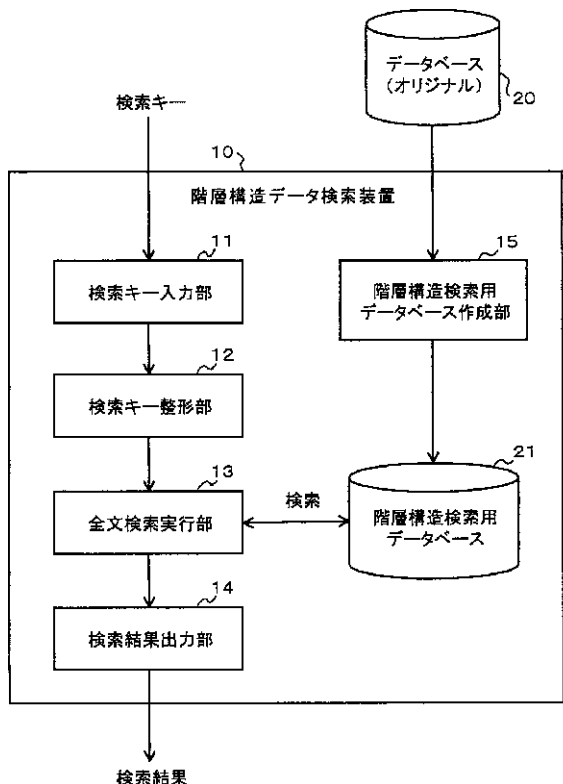 データベース
(オリジナル)
20
検索キー
10
階層構造データ検索装置
11
検索キー入力部
15
階層構造検索用
データベース作成部
12
検索キー整形部
13
全文検索実行部
検索
21
階層構造検索用
データベース
14
検索結果出力部
検索結果